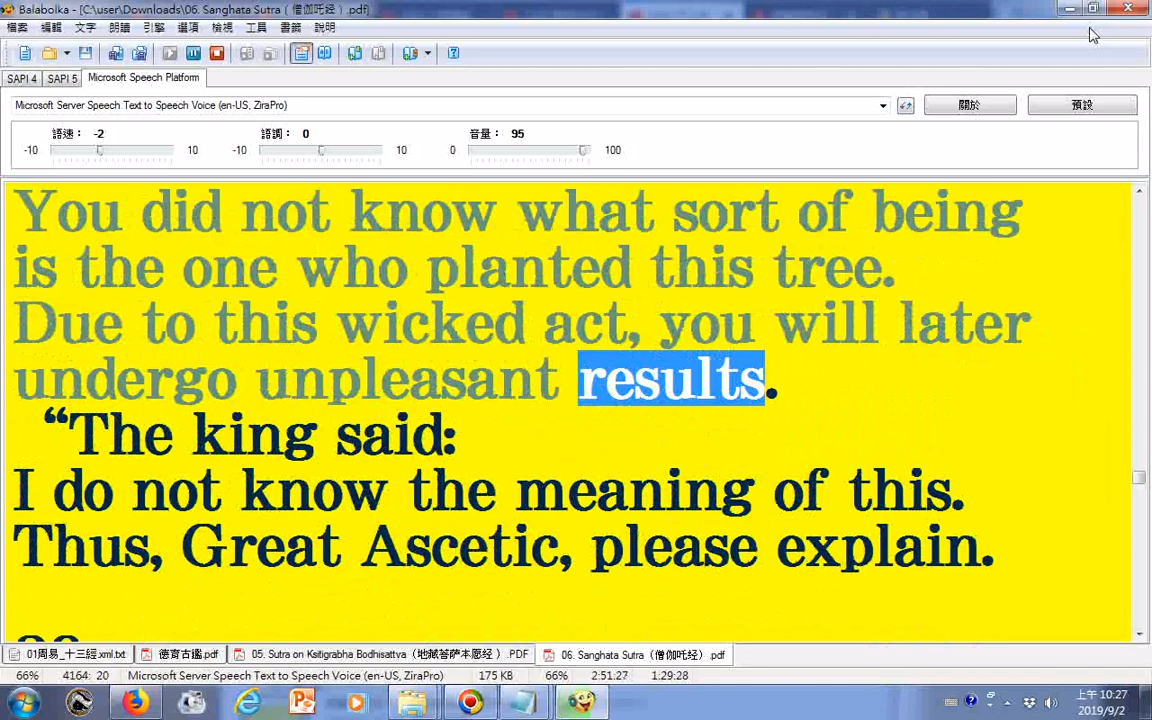 Balabolka - [C:\user\Downloads\06. Sanghata Sutra（僧伽吒经）.pdf]
檔案 編輯 文字 朗讀 引擎 選項 檢視 工具 書籤 說明
SAPI 4 SAPI 5 Microsoft Speech Platform
Microsoft Server Speech Text to Speech Voice (en-US, ZiraPro) 關於 預設
語速： -2 語調： 0 音量： 95
-10 10 -10 10 0 100
You did not know what sort of being
is the one who planted this tree.
Due to this wicked act, you will later
undergo unpleasant results.
“The king said:
I do not know the meaning of this.
Thus, Great Ascetic, please explain.
01周易_十三經.xml.txt 德育古鑑.pdf 05. Sutra on Ksitigrabha Bodhisattva（地藏菩萨本愿经）.PDF 06. Sanghata Sutra（僧伽吒经）.pdf
66% 4164: 20 Microsoft Server Speech Text to Speech Voice (en-US, ZiraPro) 175 KB 66% 2:51:27 1:29:28
上午 10:27
2019/9/2